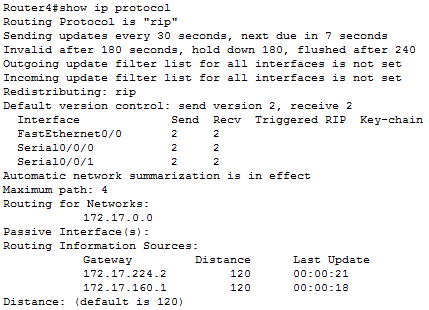 Router4#show ip protocol
Routing Protocol is "rip"
Sending updates every 30 seconds, next due in 7 seconds
Invalid after 180 seconds, hold down 180, flushed after 240
Outgoing update filter list for all interfaces is not set
Incoming update filter list for all interfaces is not set
Redistributing: rip
Default version control: send version 2, receive 2
  Interface             Send  Recv  Triggered RIP  Key-chain
  FastEthernet0/0       2     2
  Serial0/0/0           2     2
  Serial0/0/1           2     2
Automatic network summarization is in effect
Maximum path: 4
Routing for Networks:
            172.17.0.0
Passive Interface(s):
Routing Information Sources:
            Gateway         Distance      Last Update
            172.17.224.2         120      00:00:21
            172.17.160.1         120      00:00:18
Distance: (default is 120)